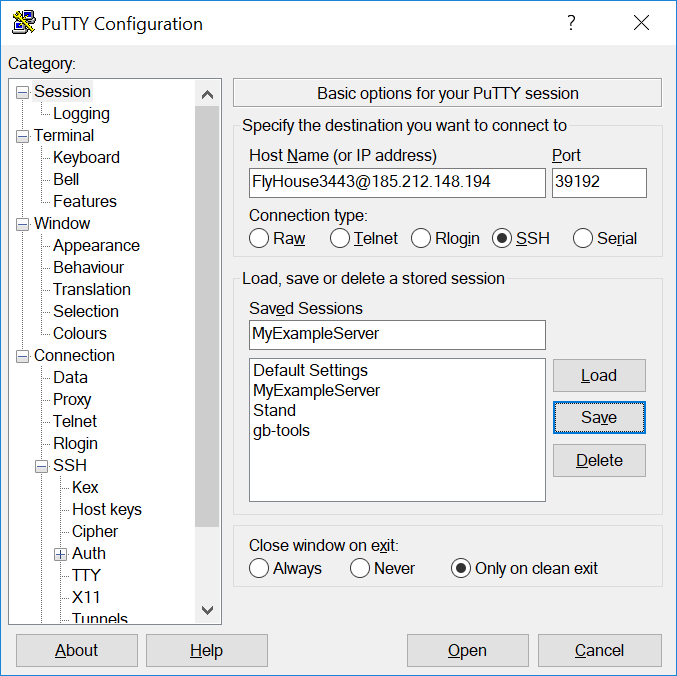 PuTTY Configuration
?
Category:
Session
Logging
Terminal
Keyboard
Bell
Features
Window
Appearance
Behaviour
Translation
Selection
Colours
Connection
Data
Proxy
Telnet
Rlogin
SSH
Kex
Host keys
Cipher
Auth
TTY
X11
Tunnels
Basic options for your PuTTY session
Specify the destination you want to connect to
Host Name (or IP address) Port
FlyHouse3443@185.212.148.194 39192
Connection type:
Raw Telnet Rlogin SSH Serial
Load, save or delete a stored session
Saved Sessions
MyExampleServer
Default Settings
MyExampleServer
Stand
gb-tools
Load
Save
Delete
Close window on exit:
Always Never Only on clean exit
About Help Open Cancel